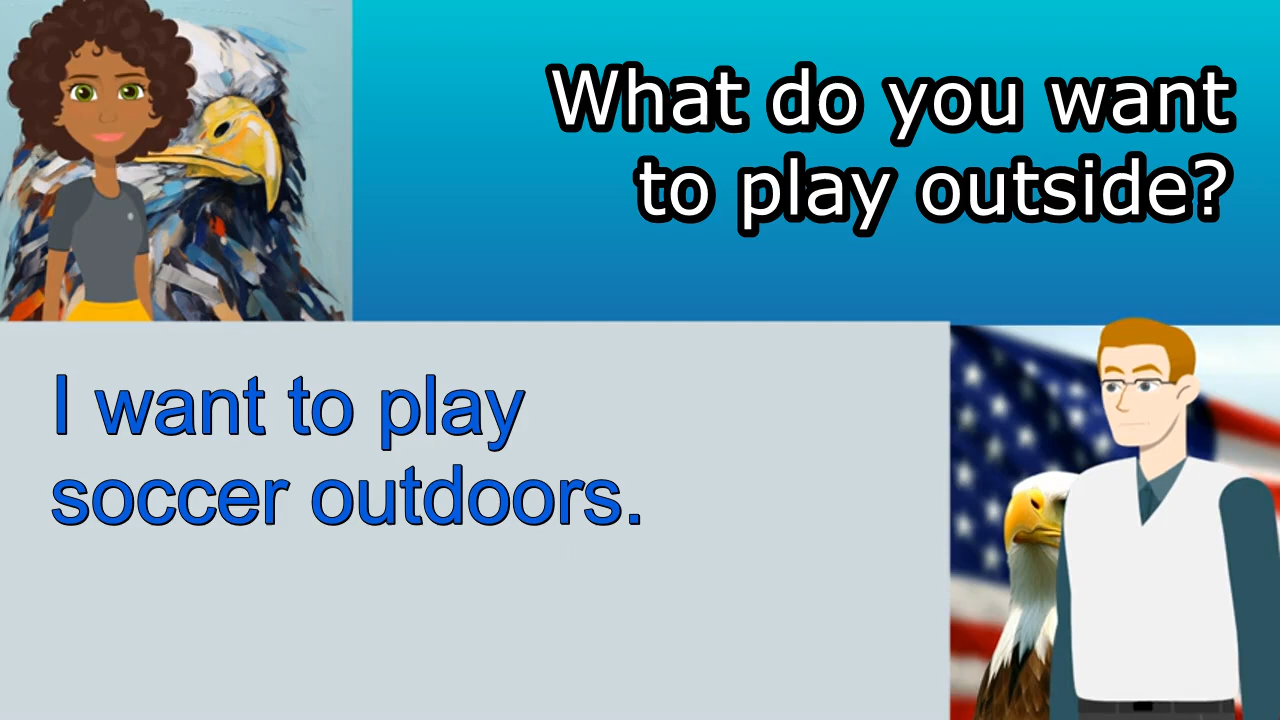 What do you want
to play outside?
I want to play
soccer outdoors.